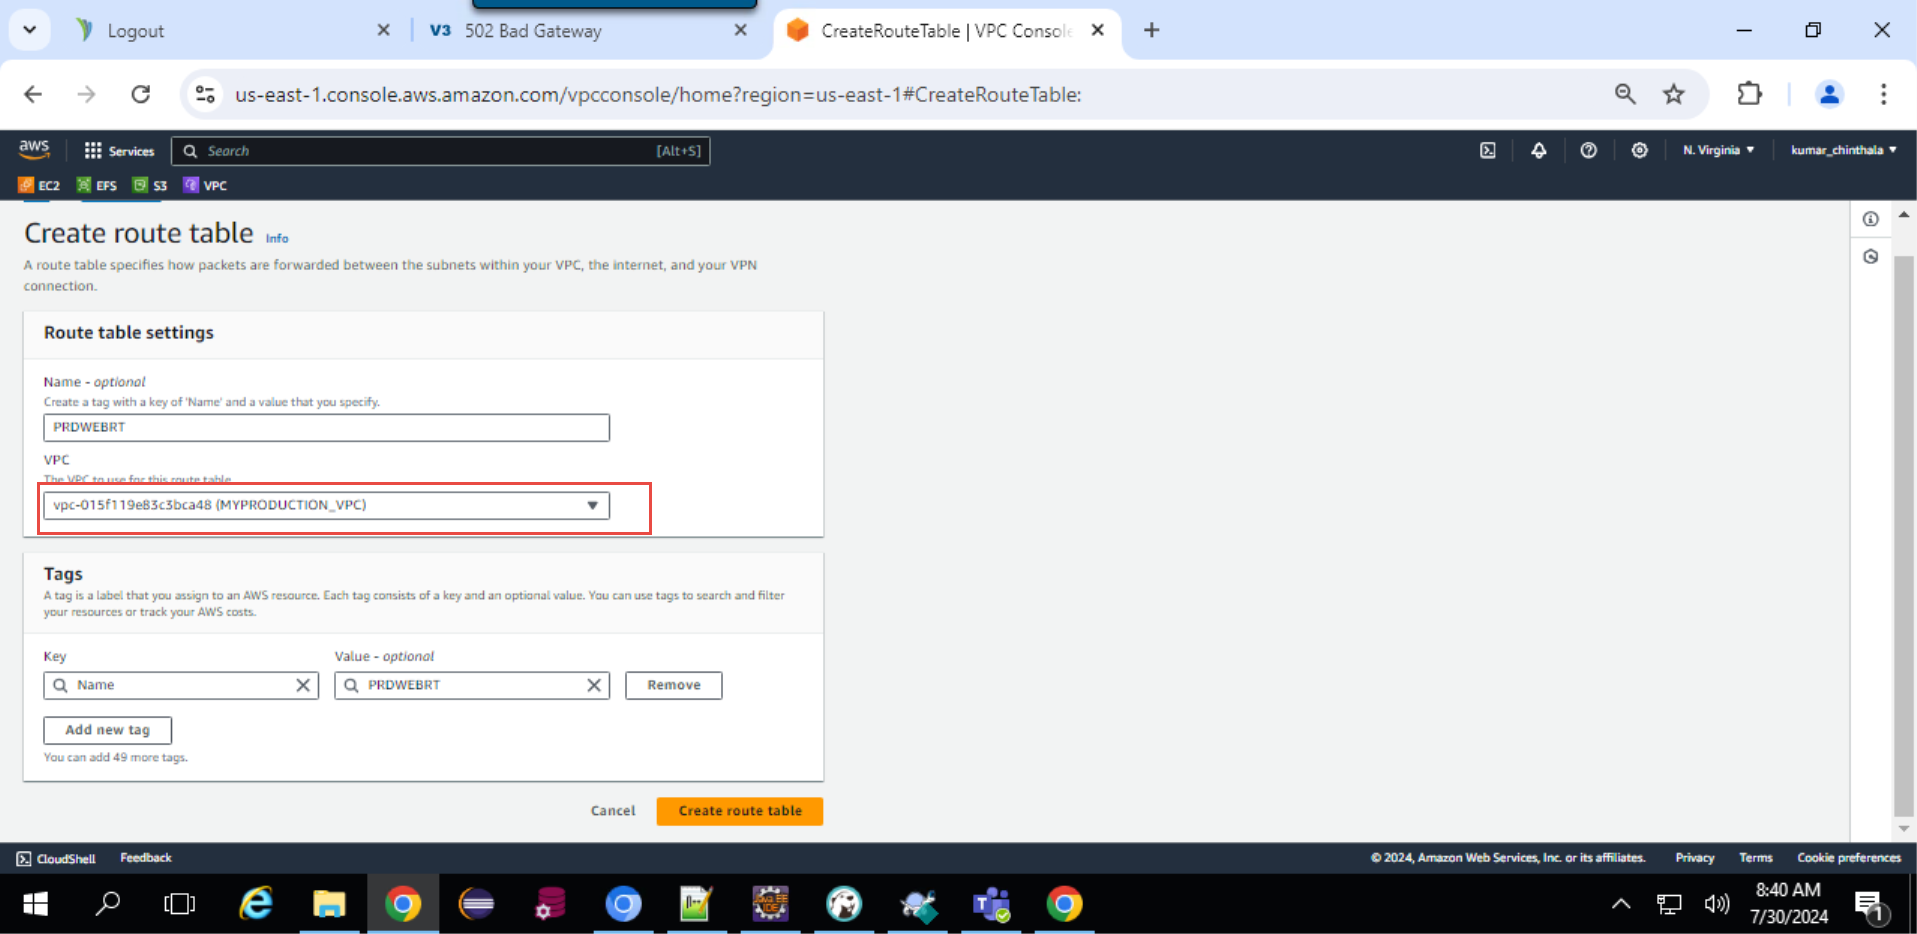 Logout
V3 502 Bad Gateway
CreateRouteTable | VPC Console
us-east-1.console.aws.amazon.com/vpcconsole/home?region=us-east-1#CreateRouteTable:
aws
Services
Search
[Alt+S]
N. Virginia
kumar_chinthala
EC2
EFS
S3
VPC
Create route table Info
A route table specifies how packets are forwarded between the subnets within your VPC, the internet, and your VPN
connection.
Route table settings
Name - optional
Create a tag with a key of 'Name' and a value that you specify.
PRDWEBRT
VPC
The VPC to use for this route table.
vpc-015f119e83c3bca48 (MYPRODUCTION_VPC)
Tags
A tag is a label that you assign to an AWS resource. Each tag consists of a key and an optional value. You can use tags to search and filter
your resources or track your AWS costs.
Key
Value - optional
Name
PRDWEBRT
Remove
Add new tag
You can add 49 more tags.
Cancel
Create route table
CloudShell
Feedback
© 2024, Amazon Web Services, Inc. or its affiliates.
Privacy
Terms
Cookie preferences
8:40 AM
7/30/2024
1